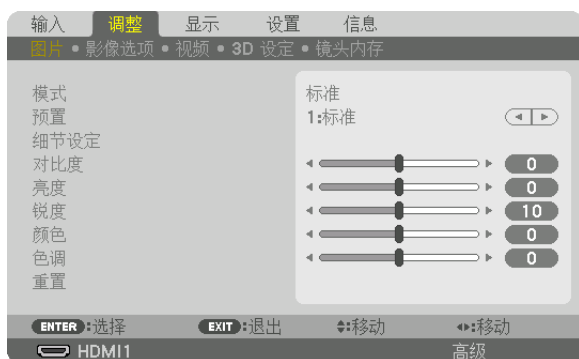 输入 调整 显示 设置 信息
图片 • 影像选项 • 视频 • 3D 设定 • 镜头内存
模式 标准
预置 1:标准
细节设定
对比度 0
亮度 0
锐度 10
颜色 0
色调 0
重置
ENTER:选择 EXIT:退出 :移动 :移动
HDMI1 高级